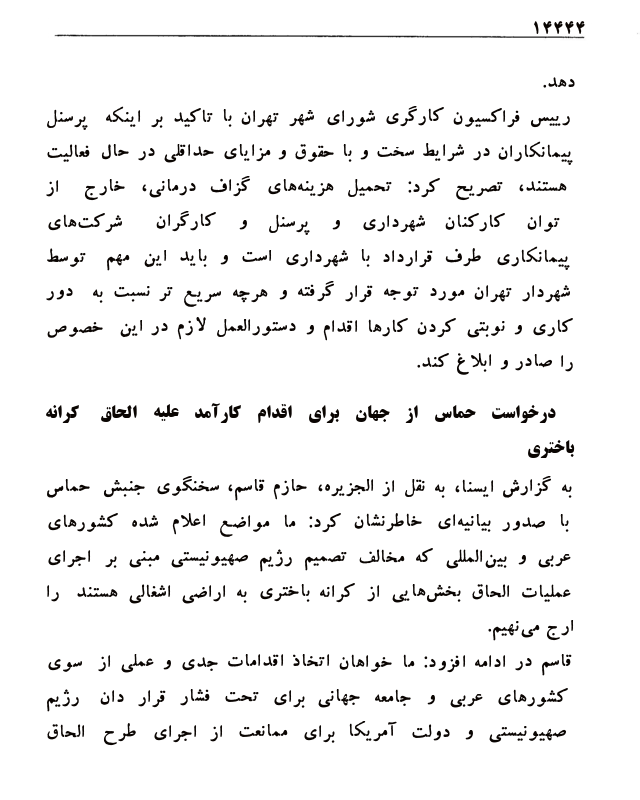 ۱۴۴۴۴
دهد.
رییس فراکسیون کارگری شورای شهر تهران با تاکید بر اینکه پرسنل
پیمانکاران در شرایط سخت و با حقوق و مزایای حداقلی در حال فعالیت
هستند، تصریح کرد: تحمیل هزینه‌های گزاف درمانی، خارج از
توان کارکنان شهرداری و پرسنل و کارگران شرکت‌های
پیمانکاری طرف قرارداد با شهرداری است و باید این مهم توسط
شهردار تهران مورد توجه قرار گرفته و هرچه سریع تر نسبت به دور
کاری و نوبتی کردن کارها اقدام و دستورالعمل لازم در این خصوص
را صادر و ابلاغ کند.
درخواست حماس از جهان برای اقدام کارآمد علیه الحاق کرانه
باختری
به گزارش ایسنا، به نقل از الجزیره، حازم قاسم، سخنگوی جنبش حماس
با صدور بیانیه‌ای خاطرنشان کرد: ما مواضع اعلام شده کشورهای
عربی و بین‌المللی که مخالف تصمیم رژیم صهیونیستی مبنی بر اجرای
عملیات الحاق بخش‌هایی از کرانه باختری به اراضی اشغالی هستند را
ارج می‌نهیم.
قاسم در ادامه افزود: ما خواهان اتخاذ اقدامات جدی و عملی از سوی
کشورهای عربی و جامعه جهانی برای تحت فشار قرار دان رژیم
صهیونیستی و دولت آمریکا برای ممانعت از اجرای طرح الحاق